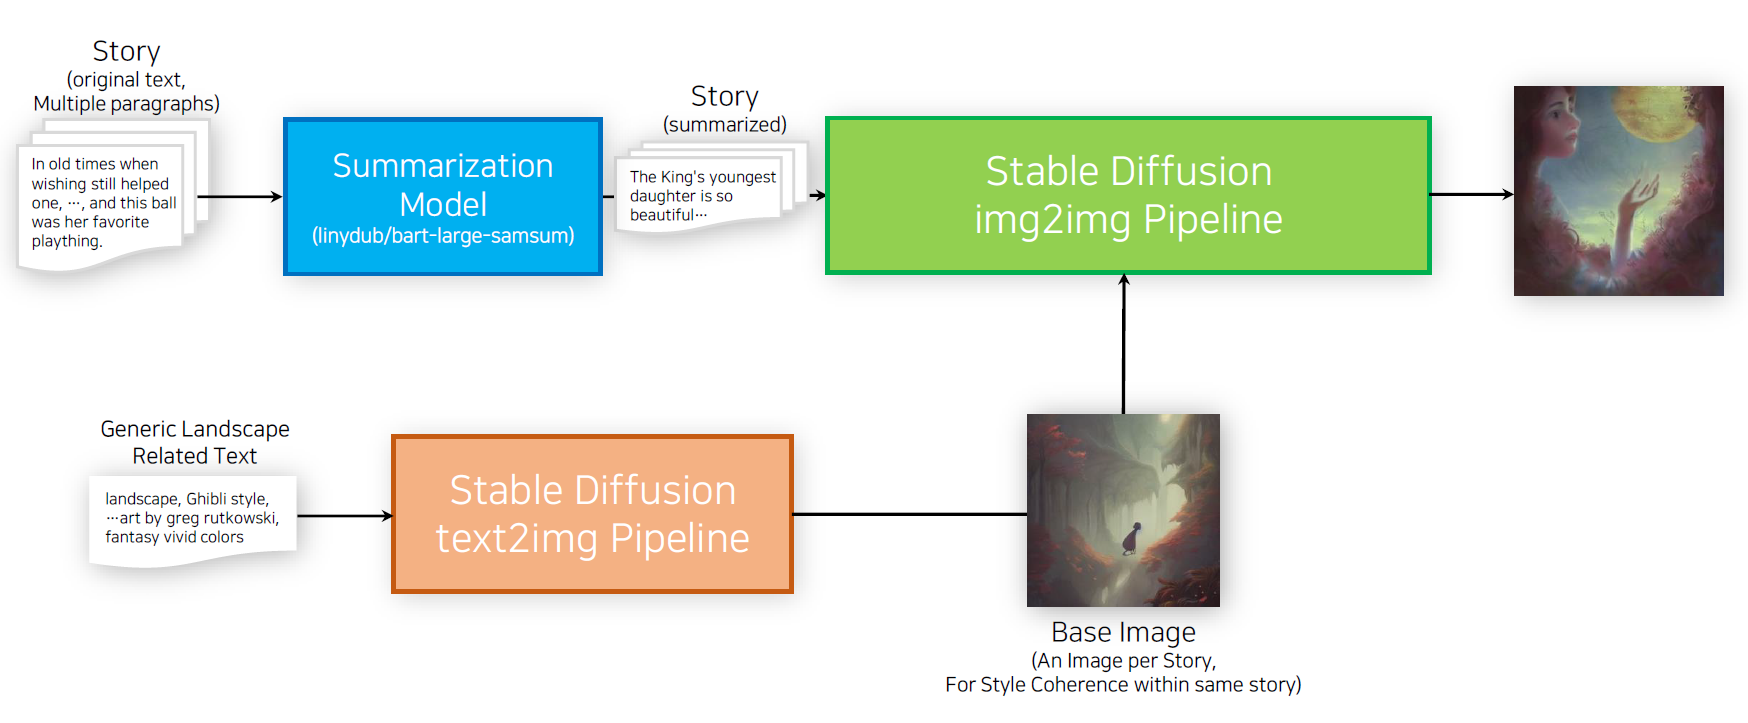 Story
(original text,
Multiple paragraphs)
In old times when
wishing still helped
one, ···, and this ball
was her favorite
plaything.
Summarization
Model
(linydub/bart-large-samsum)
Story
(summarized)
The King's youngest
daughter is so
beautiful···
Stable Diffusion
img2img Pipeline
Generic Landscape
Related Text
landscape, Ghibli style,
···art by greg rutkowski,
fantasy vivid colors
Stable Diffusion
text2img Pipeline
Base Image
(An Image per Story,
For Style Coherence within same story)